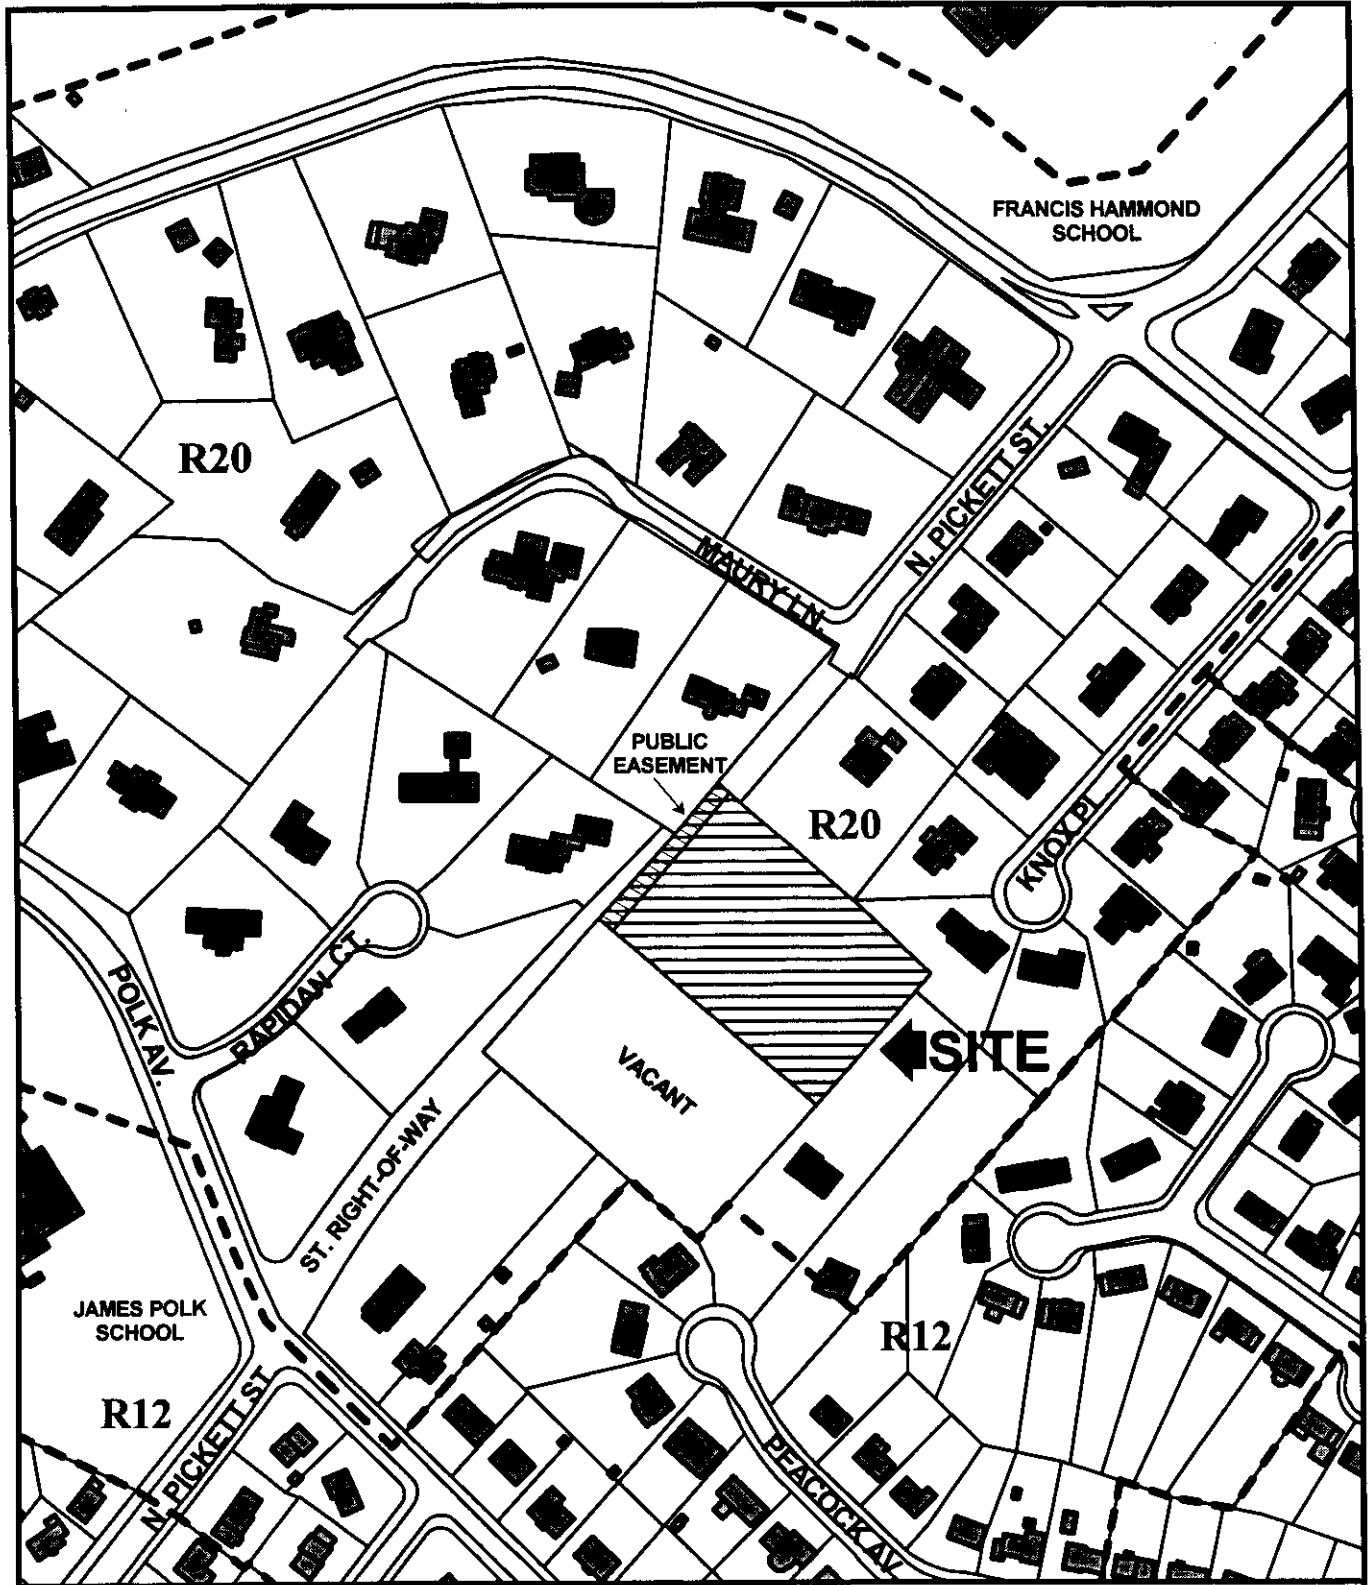 FRANCIS HAMMOND
SCHOOL
R20
N. PICKETT ST.
MAURY LN.
PUBLIC
EASEMENT
R20
KNOX PL.
POLK AV.
RAPIDAN CT.
SITE
VACANT
ST. RIGHT-OF-WAY
JAMES POLK
SCHOOL
R12
R12
N. PICKETT ST
PEACOCK AV